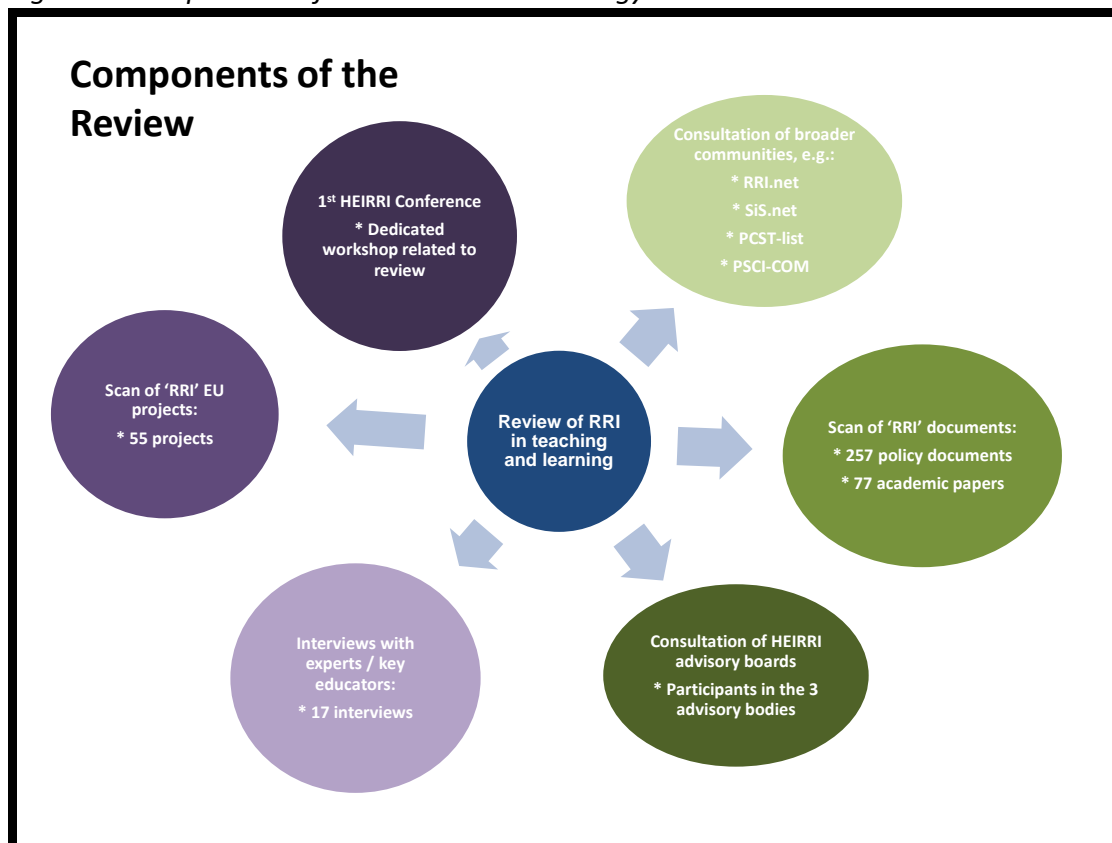 Components of the
Review
1st HEIRRI Conference
* Dedicated
workshop related to
review
Consultation of broader
communities, e.g.:
* RRI.net
* SiS.net
* PCST-list
* PSCI-COM
Scan of ‘RRI’ EU
projects:
* 55 projects
Review of RRI
in teaching
and learning
Scan of ‘RRI’ documents:
* 257 policy documents
* 77 academic papers
Interviews with
experts / key
educators:
* 17 interviews
Consultation of HEIRRI
advisory boards
* Participants in the 3
advisory bodies